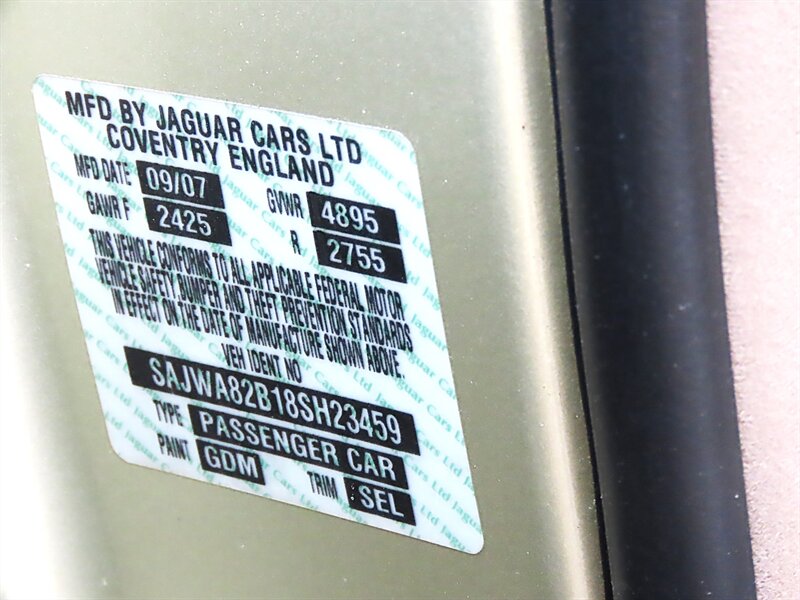 MFD BY JAGUAR CARS LTD
COVENTRY ENGLAND
MFD DATE 09/07 GVWR 4895
GAWR F 2425 R 2755
THIS VEHICLE CONFORMS TO ALL APPLICABLE FEDERAL MOTOR
VEHICLE SAFETY BUMPER AND THEFT PREVENTION STANDARDS
IN EFFECT ON THE DATE OF MANUFACTURE SHOWN ABOVE.
VEH IDENT NO
SAJWA82B18SH23459
TYPE PASSENGER CAR
PAINT GDM TRIM SEL